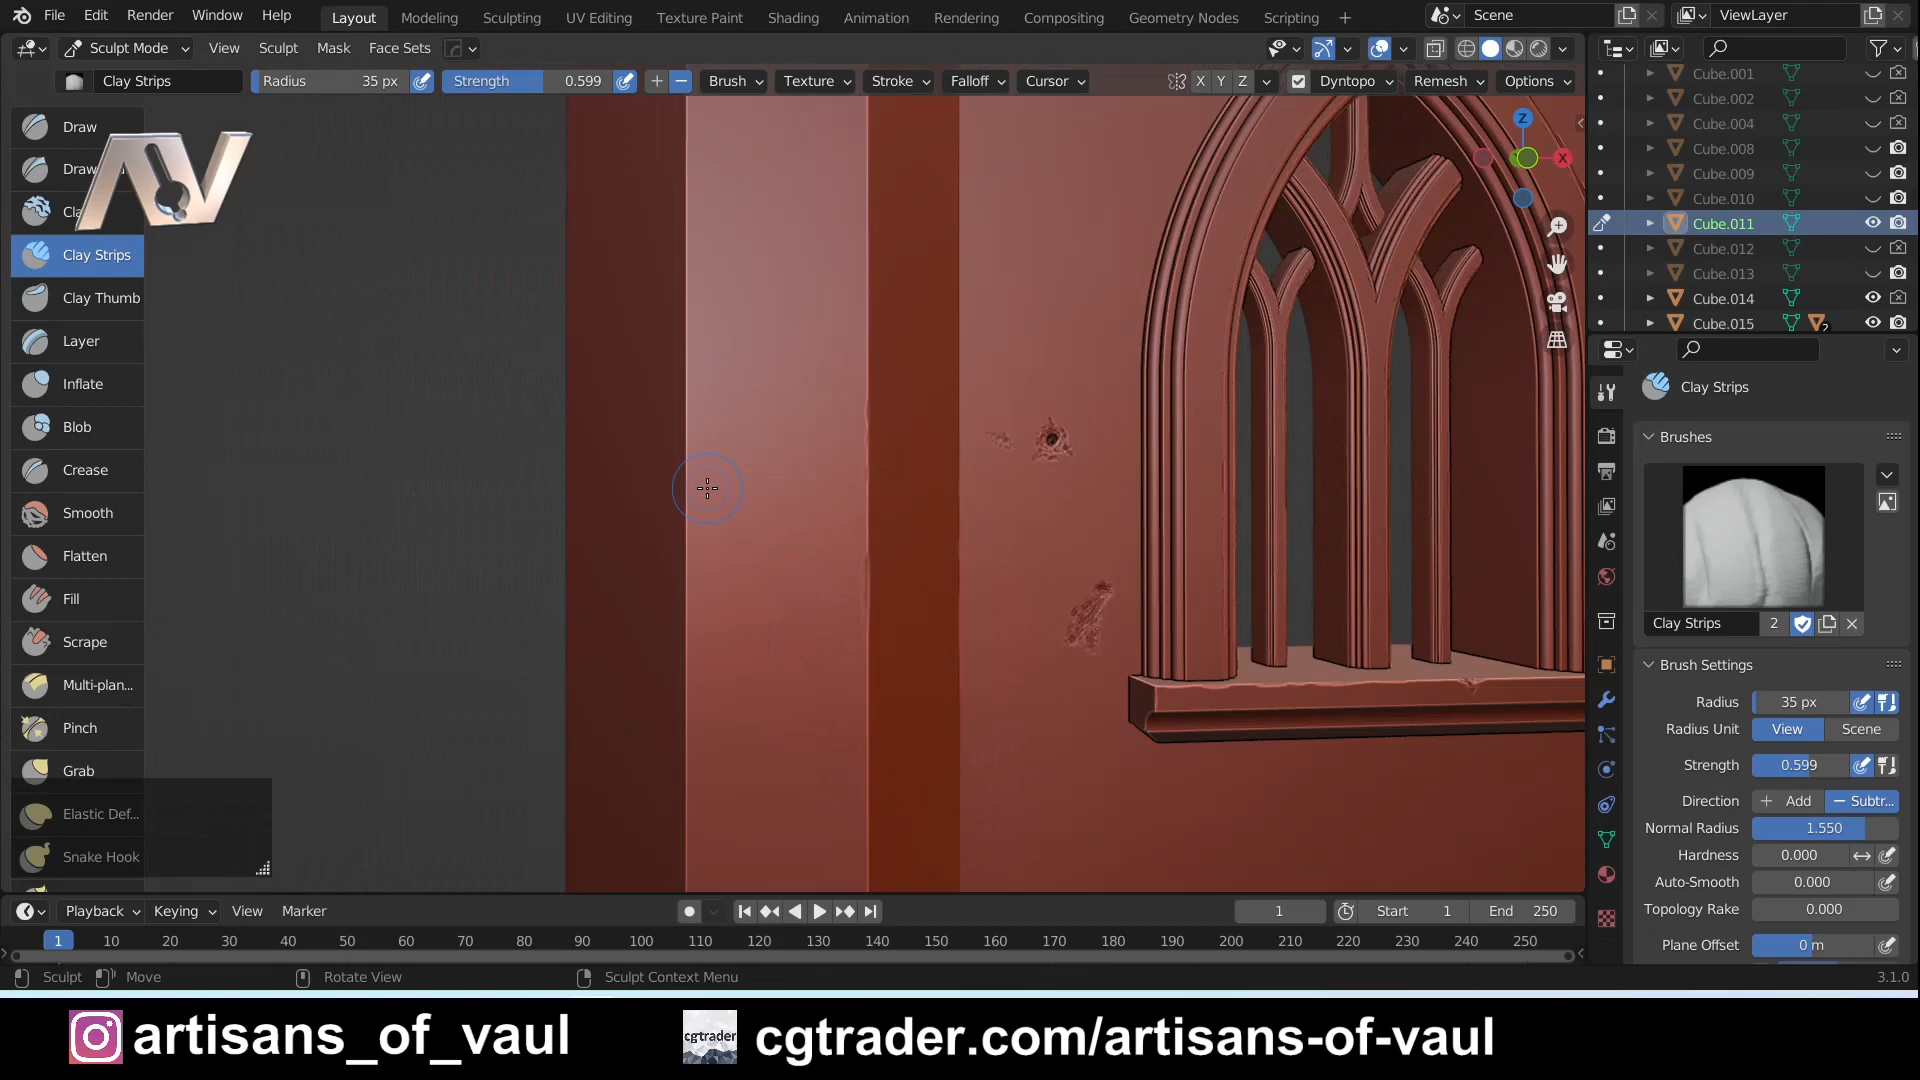 File Edit Render Window Help Layout Modeling Sculpting UV Editing Texture Paint Shading Animation Rendering Compositing Geometry Nodes Scripting + Scene ViewLayer
Sculpt Mode View Sculpt Mask Face Sets
Clay Strips Radius 35 px Strength 0.599 Brush Texture Stroke Falloff Cursor X Y Z Dyntopo Remesh Options
Draw
Draw
Cla
Clay Strips
Clay Thumb
Layer
Inflate
Blob
Crease
Smooth
Flatten
Fill
Scrape
Multi-plan...
Pinch
Grab
Elastic Def...
Snake Hook
AV
Z
X
Cube.001
Cube.002
Cube.004
Cube.008
Cube.009
Cube.010
Cube.011
Cube.012
Cube.013
Cube.014
Cube.015 2
Clay Strips
Brushes
Clay Strips 2
Brush Settings
Radius 35 px
Radius Unit View Scene
Strength 0.599
Direction + Add − Subtr...
Normal Radius 1.550
Hardness 0.000
Auto-Smooth 0.000
Topology Rake 0.000
Plane Offset 0 m
Playback Keying View Marker 1 Start 1 End 250
1 10 20 30 40 50 60 70 80 90 100 110 120 130 140 150 160 170 180 190 200 210 220 230 240 250
Sculpt Move Rotate View Sculpt Context Menu 3.1.0
artisans_of_vaul cgtrader cgtrader.com/artisans-of-vaul